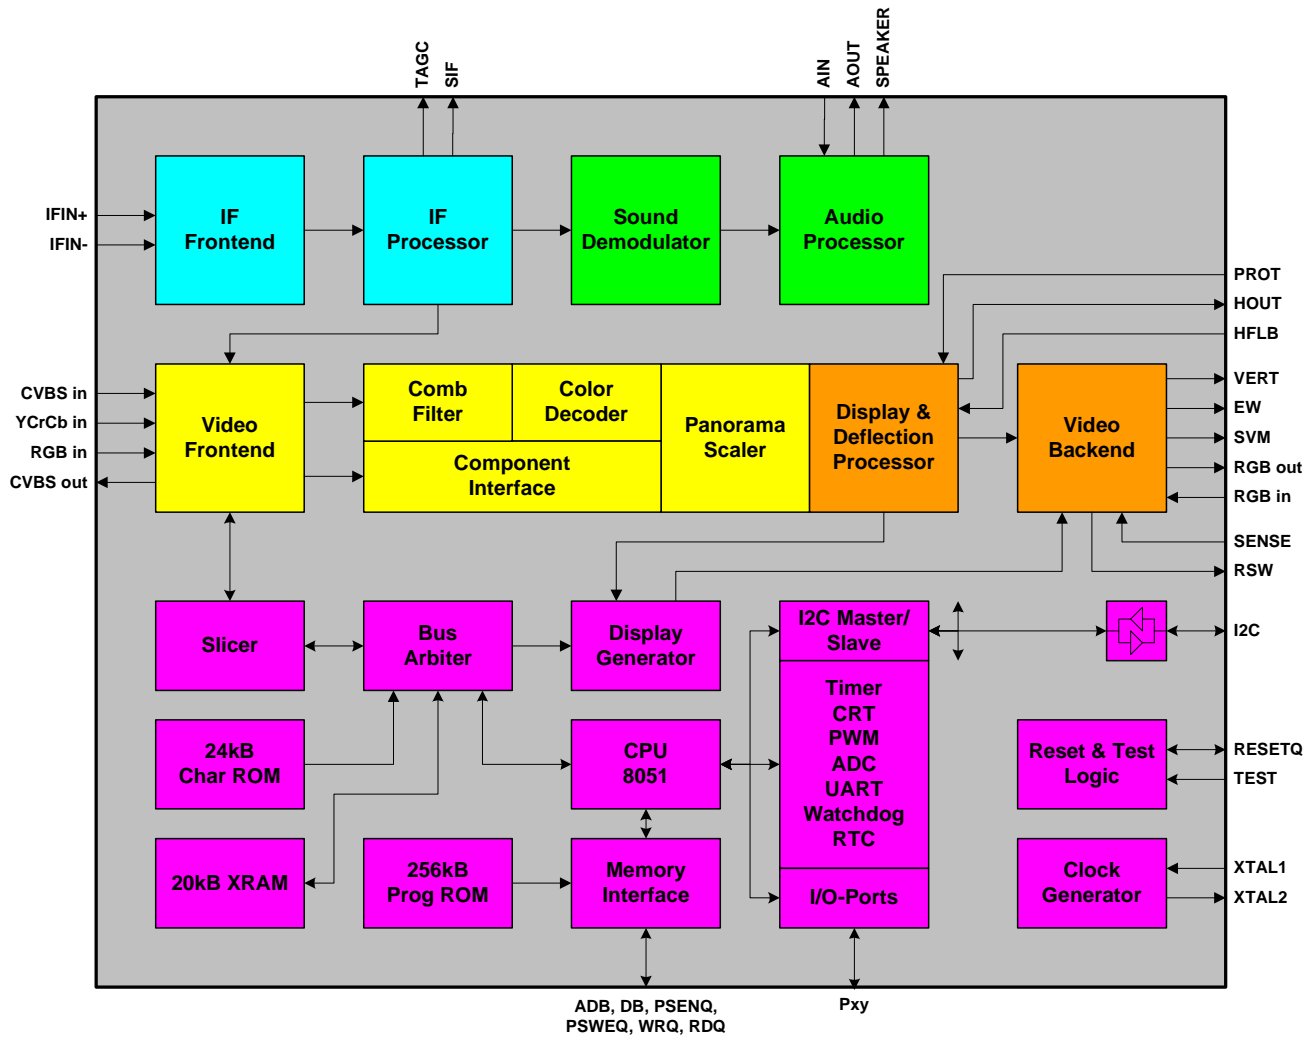 TAGC
SIF
AIN
AOUT
SPEAKER
IFIN+
IFIN-
IF
Frontend
IF
Processor
Sound
Demodulator
Audio
Processor
PROT
HOUT
HFLB
CVBS in
YCrCb in
RGB in
CVBS out
Video
Frontend
Comb
Filter
Color
Decoder
Component
Interface
Panorama
Scaler
Display &
Deflection
Processor
Video
Backend
VERT
EW
SVM
RGB out
RGB in
SENSE
RSW
Slicer
Bus
Arbiter
Display
Generator
I2C Master/
Slave
I2C
24kB
Char ROM
CPU
8051
Timer
CRT
PWM
ADC
UART
Watchdog
RTC
Reset & Test
Logic
RESETQ
TEST
20kB XRAM
256kB
Prog ROM
Memory
Interface
I/O-Ports
Clock
Generator
XTAL1
XTAL2
ADB, DB, PSENQ,
PSWEQ, WRQ, RDQ
Pxy